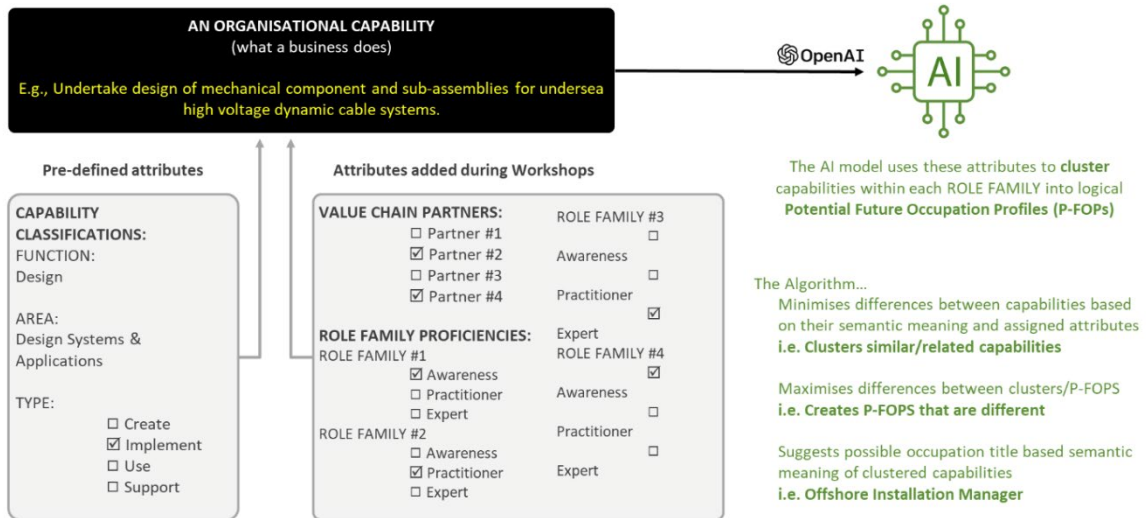 AN ORGANISATIONAL CAPABILITY
(what a business does)
E.g., Undertake design of mechanical component and sub-assemblies for undersea
high voltage dynamic cable systems.
OpenAI
AI
Pre-defined attributes
Attributes added during Workshops
CAPABILITY
CLASSIFICATIONS:
FUNCTION:
Design
AREA:
Design Systems &
Applications
TYPE:
☐ Create
☑ Implement
☐ Use
☐ Support
VALUE CHAIN PARTNERS:
☐ Partner #1
☑ Partner #2
☐ Partner #3
☑ Partner #4
ROLE FAMILY PROFICIENCIES:
ROLE FAMILY #1
☑ Awareness
☐ Practitioner
☐ Expert
ROLE FAMILY #2
☐ Awareness
☑ Practitioner
☐ Expert
ROLE FAMILY #3
☐
Awareness
☐
Practitioner
☑
Expert
ROLE FAMILY #4
☑
Awareness
☐
Practitioner
☐
Expert
The AI model uses these attributes to cluster
capabilities within each ROLE FAMILY into logical
Potential Future Occupation Profiles (P-FOPs)
The Algorithm…
Minimises differences between capabilities based
on their semantic meaning and assigned attributes
i.e. Clusters similar/related capabilities
Maximises differences between clusters/P-FOPS
i.e. Creates P-FOPS that are different
Suggests possible occupation title based semantic
meaning of clustered capabilities
i.e. Offshore Installation Manager